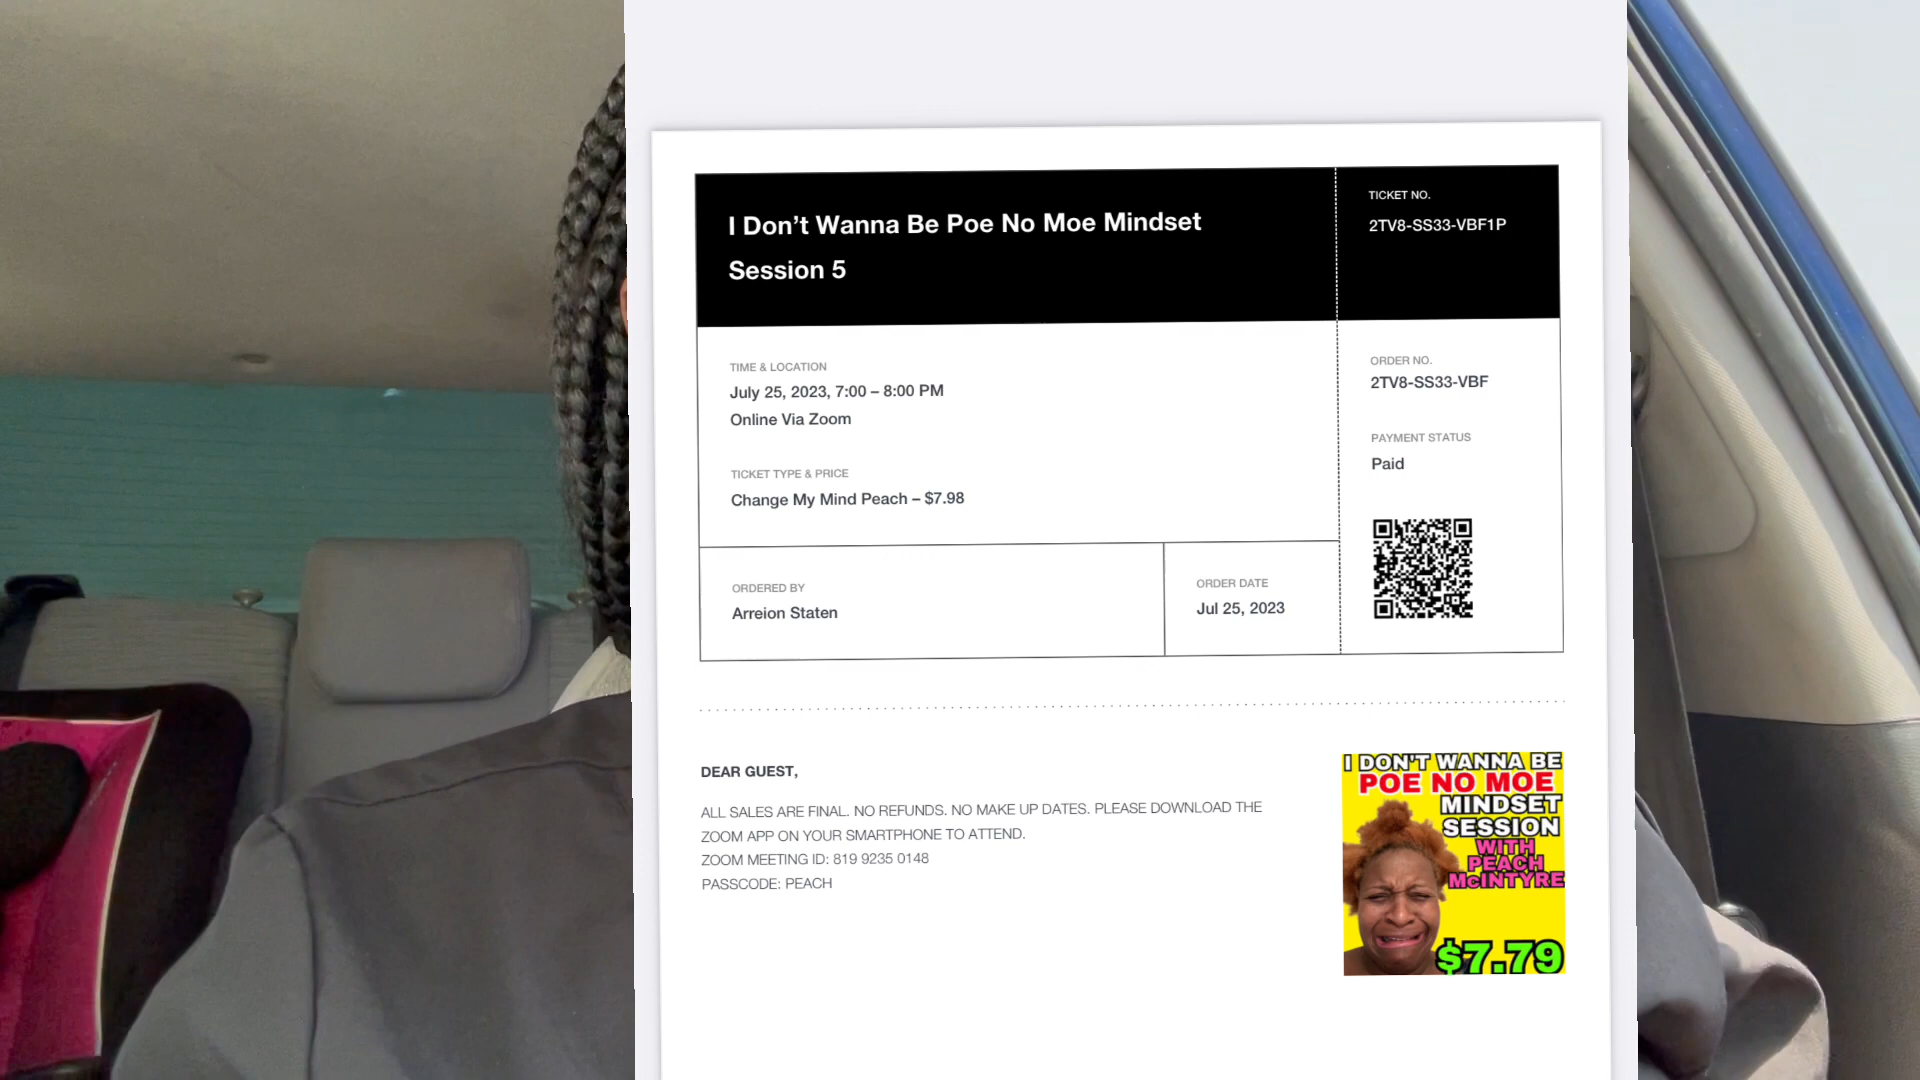 I Don't Wanna Be Poe No Moe Mindset
Session 5
TICKET NO.
2TV8-SS33-VBF1P
TIME & LOCATION
July 25, 2023, 7:00 – 8:00 PM
Online Via Zoom
TICKET TYPE & PRICE
Change My Mind Peach – $7.98
ORDER NO.
2TV8-SS33-VBF
PAYMENT STATUS
Paid
ORDERED BY
Arreion Staten
ORDER DATE
Jul 25, 2023
DEAR GUEST,
ALL SALES ARE FINAL. NO REFUNDS. NO MAKE UP DATES. PLEASE DOWNLOAD THE
ZOOM APP ON YOUR SMARTPHONE TO ATTEND.
ZOOM MEETING ID: 819 9235 0148
PASSCODE: PEACH
I DON'T WANNA BE
POE NO MOE
MINDSET
SESSION
WITH
PEACH
McINTYRE
$7.79